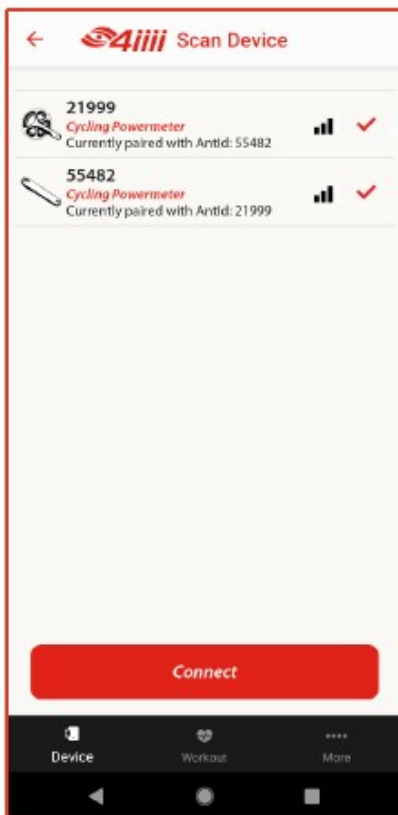 4iiii Scan Device
21999
Cycling Powermeter
Currently paired with AntId: 55482
55482
Cycling Powermeter
Currently paired with AntId: 21999
Connect
Device Workout More